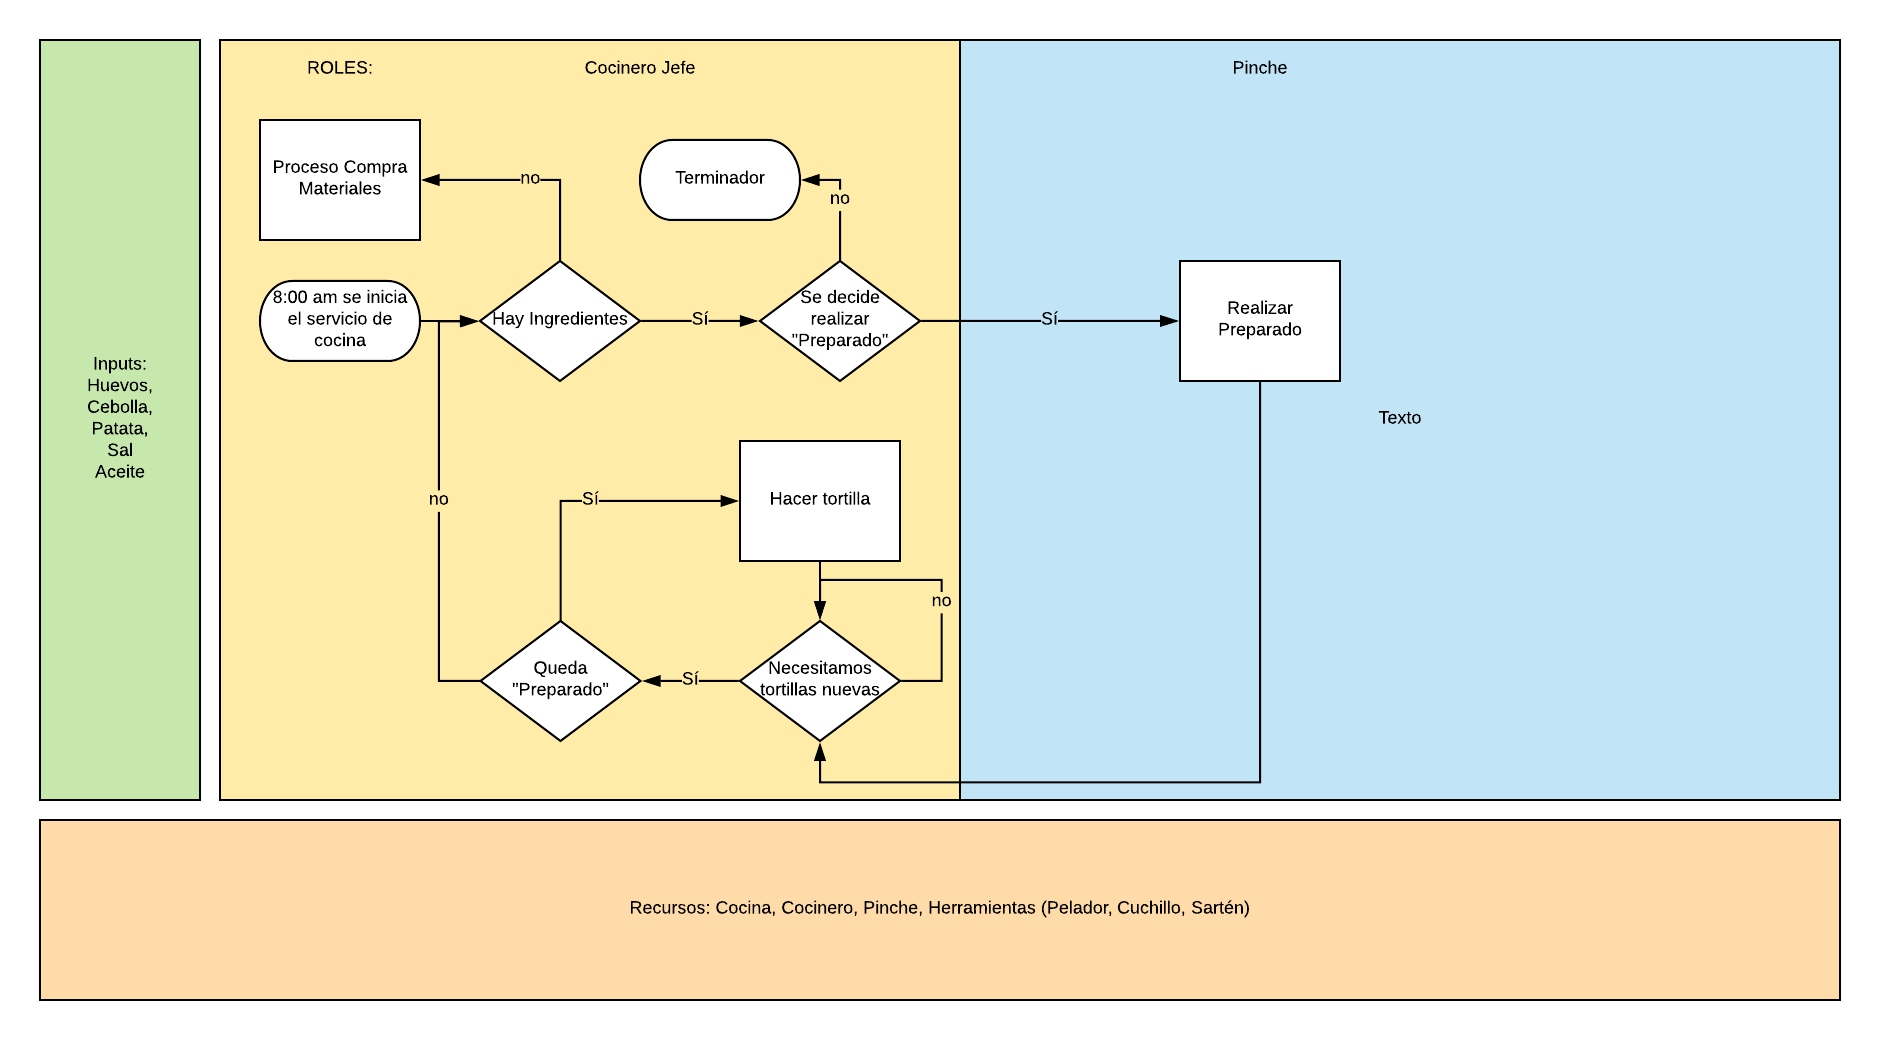 ROLES:
Cocinero Jefe
Pinche
Proceso Compra
Materiales
no
Terminador
no
8:00 am se inicia
el servicio de
cocina
Hay Ingredientes
Sí
Se decide
realizar
"Preparado"
Sí
Realizar
Preparado
Inputs:
Huevos,
Cebolla,
Patata,
Sal
Aceite
Texto
no
Sí
Hacer tortilla
no
Queda
"Preparado"
Sí
Necesitamos
tortillas nuevas
Recursos: Cocina, Cocinero, Pinche, Herramientas (Pelador, Cuchillo, Sartén)